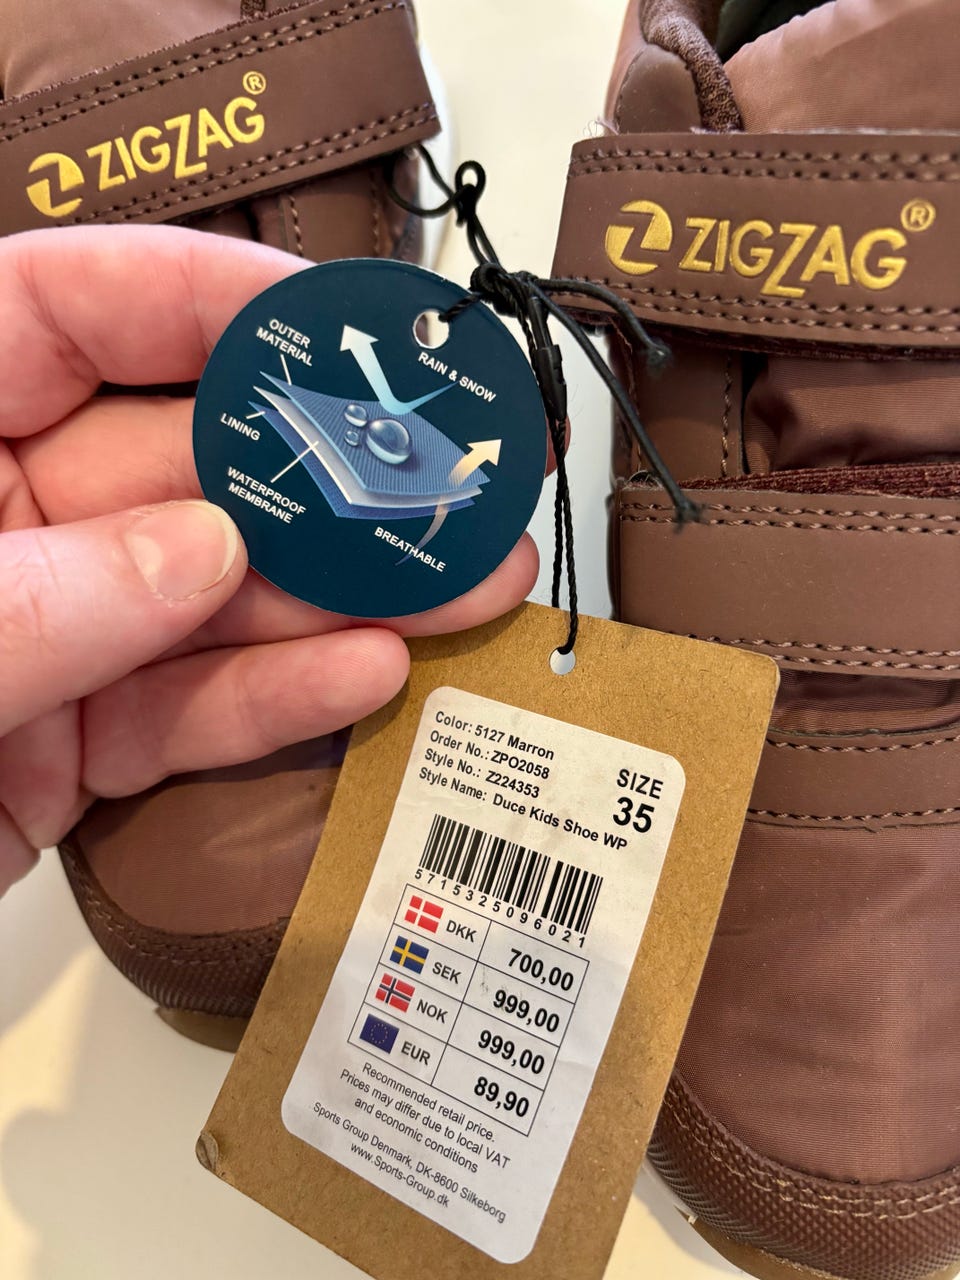 ZIGZAG®
ZIGZAG®
OUTER
MATERIAL
RAIN & SNOW
LINING
WATERPROOF
MEMBRANE
BREATHABLE
Color: 5127 Marron
Order No.: ZPO2058
Style No.: Z224353
Style Name: Duce Kids Shoe WP
SIZE
35
5715325096021
DKK 700,00
SEK 999,00
NOK 999,00
EUR 89,90
Recommended retail price.
Prices may differ due to local VAT
and economic conditions
Sports Group Denmark, DK-8600 Silkeborg
www.Sports-Group.dk